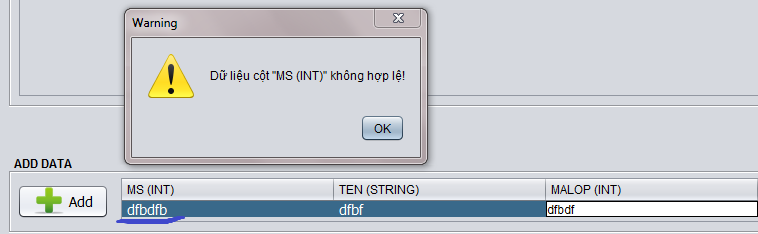 Warning
Dữ liệu cột "MS (INT)" không hợp lệ!
OK
ADD DATA
Add
MS (INT) TEN (STRING) MALOP (INT)
dfbdfb dfbf dfbdf